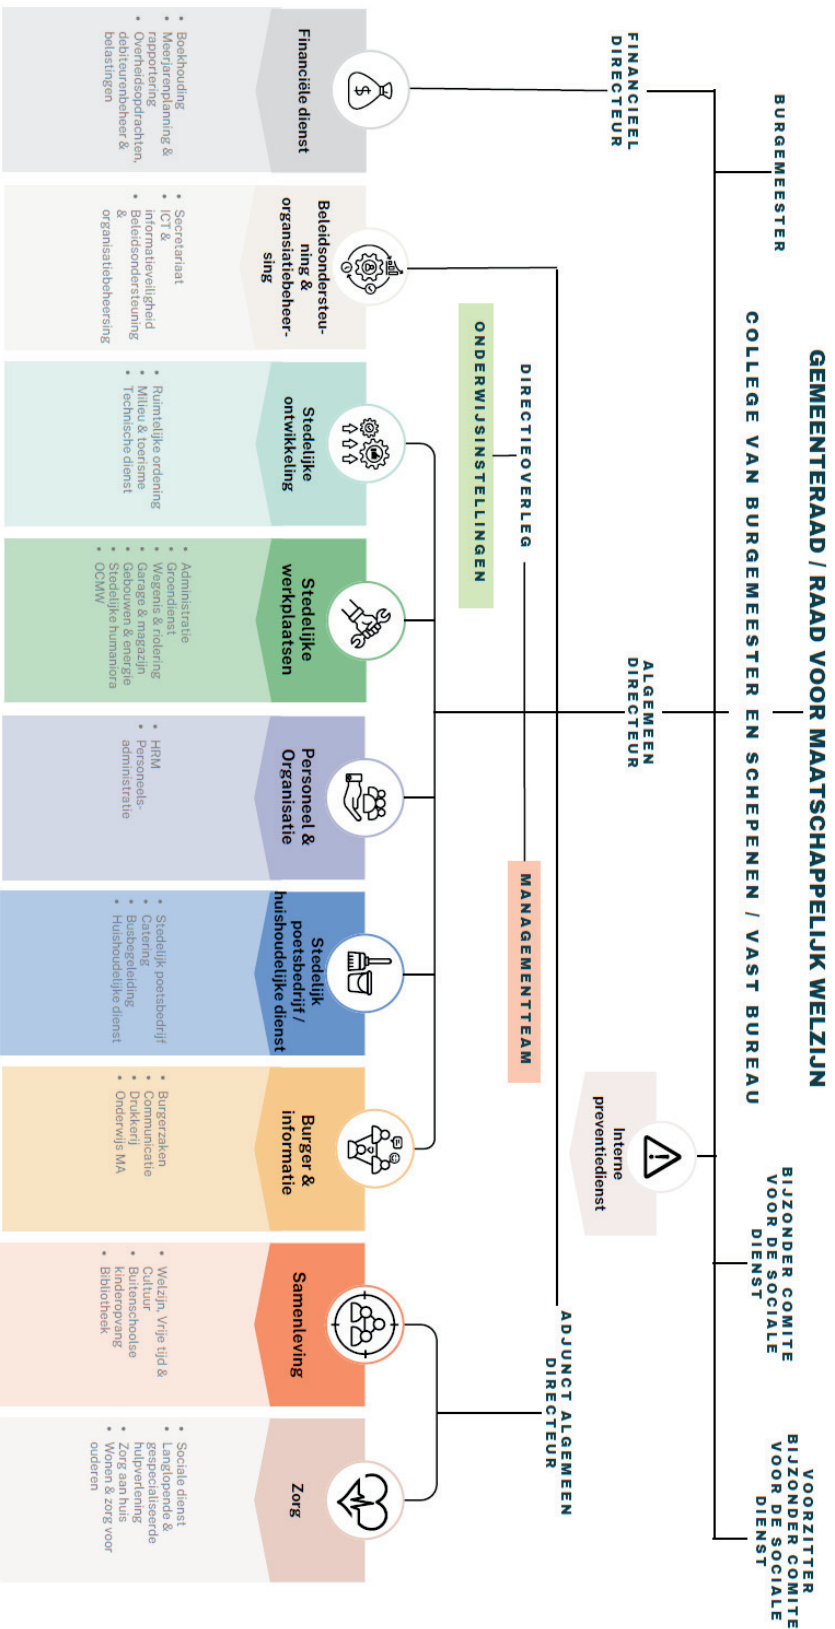 GEMEENTERAAD / RAAD VOOR MAATSCHAPPELIJK WELZIJN
COLLEGE VAN BURGEMEESTER EN SCHEPENEN / VAST BUREAU
BURGEMEESTER
BIJZONDER COMITE
VOOR DE SOCIALE
DIENST
VOORZITTER
BIJZONDER COMITE
VOOR DE SOCIALE
DIENST
FINANCIEEL
DIRECTEUR
ALGEMEEN
DIRECTEUR
Interne
preventiedienst
ADJUNCT ALGEMEEN
DIRECTEUR
DIRECTIEOVERLEG
MANAGEMENTTEAM
ONDERWIJSINSTELLINGEN
Financiële dienst
• Boekhouding
• Meerjarenplanning &
rapportering
• Overheidsopdrachten,
debiteurenbeheer &
belastingen
Beleidsondersteu-
ning &
organsiatiebeheer-
sing
• Secretariaat
• ICT &
informatieveiligheid
• Beleidsondersteuning
&
organisatiebeheersing
Stedelijke
ontwikkeling
• Ruimtelijke ordening
• Milieu & toerisme
• Technische dienst
Stedelijke
werkplaatsen
• Administratie
• Groendienst
• Wegenis & riolering
• Garage & magazijn
• Gebouwen & energie
• Stedelijke humaniora
• OCMW
Personeel &
Organisatie
• HRM
• Personeels-
administratie
Stedelijk
poetsbedrijf /
huishoudelijke dienst
• Stedelijk poetsbedrijf
• Catering
• Busbegeleiding
• Huishoudelijke dienst
Burger &
informatie
• Burgerzaken
• Communicatie
• Drukkerij
• Onderwijs MA
Samenleving
• Welzijn, Vrije tijd &
Cultuur
• Buitenschoolse
kinderopvang
• Bibliotheek
Zorg
• Sociale dienst
• Langlopende &
gespecialiseerde
hulpverlening
• Zorg aan huis
• Wonen & zorg voor
ouderen